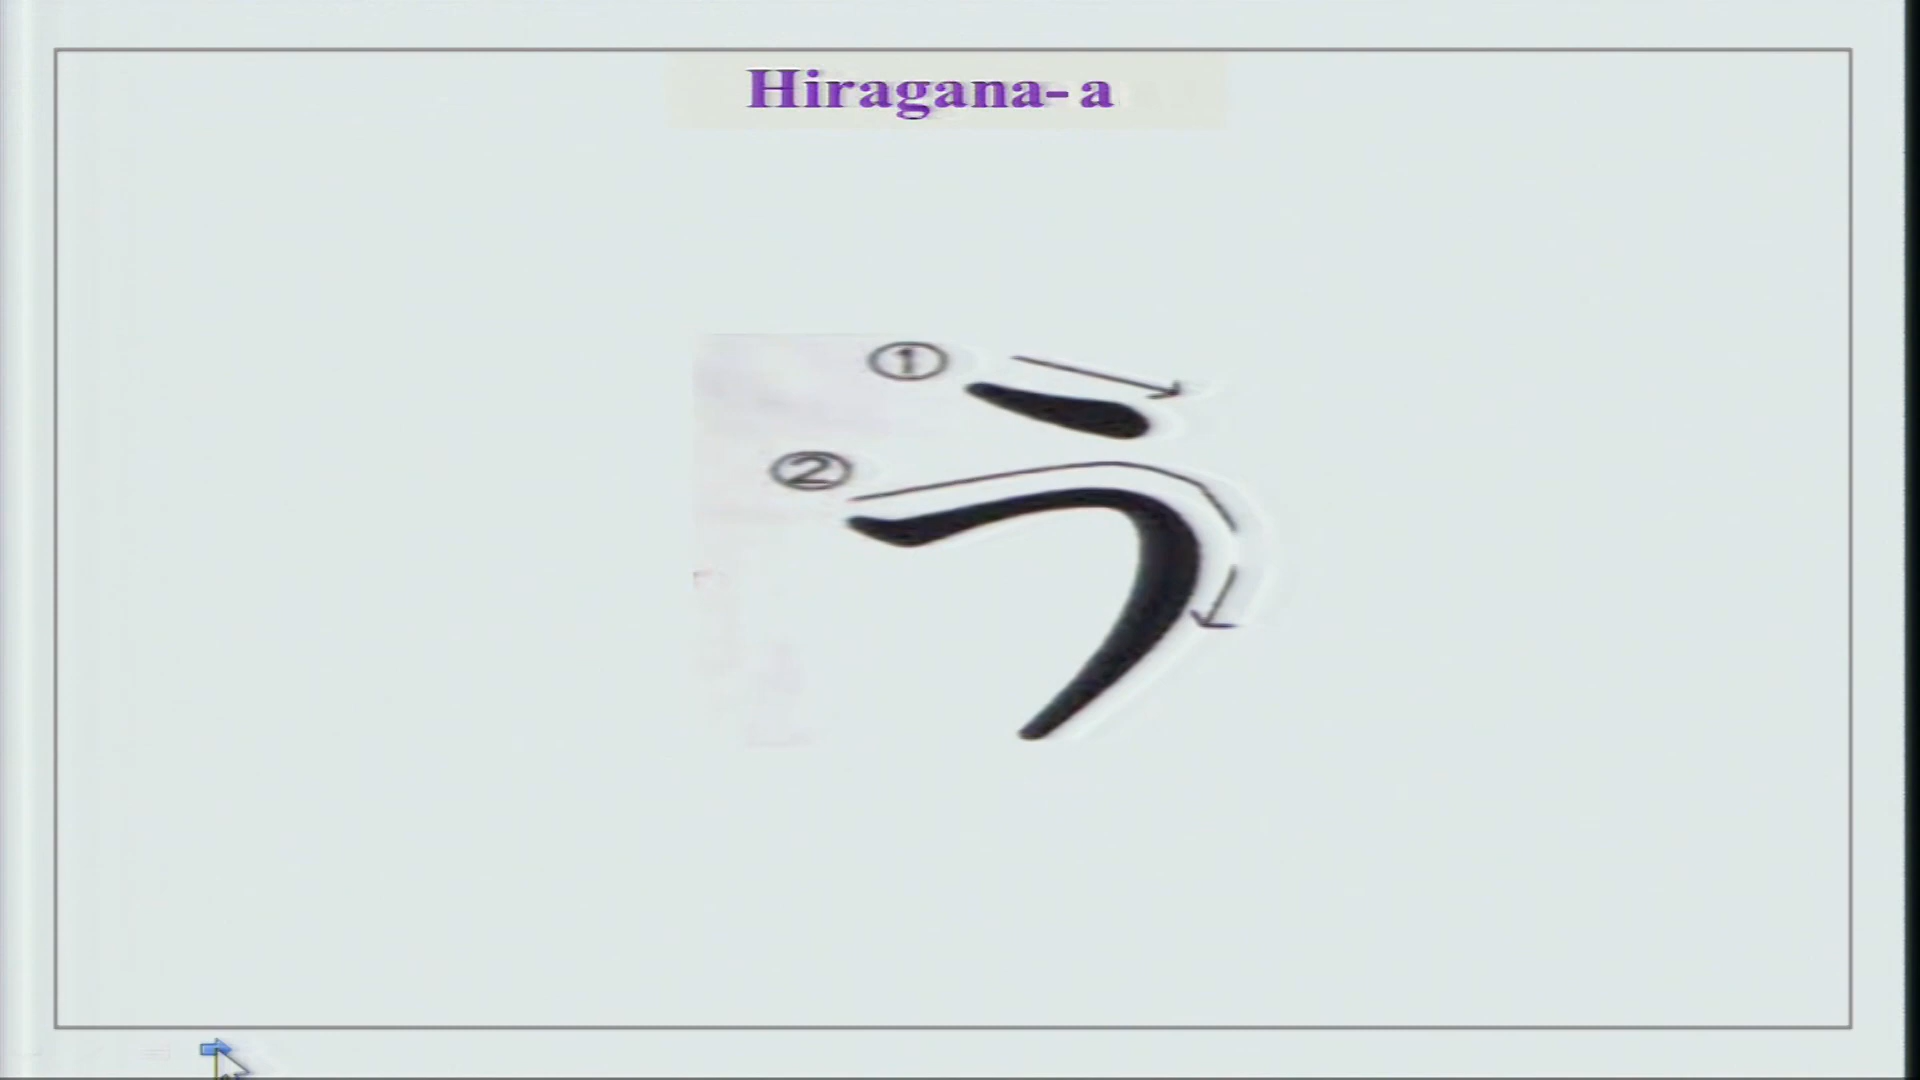 Hiragana- a
①
②
う